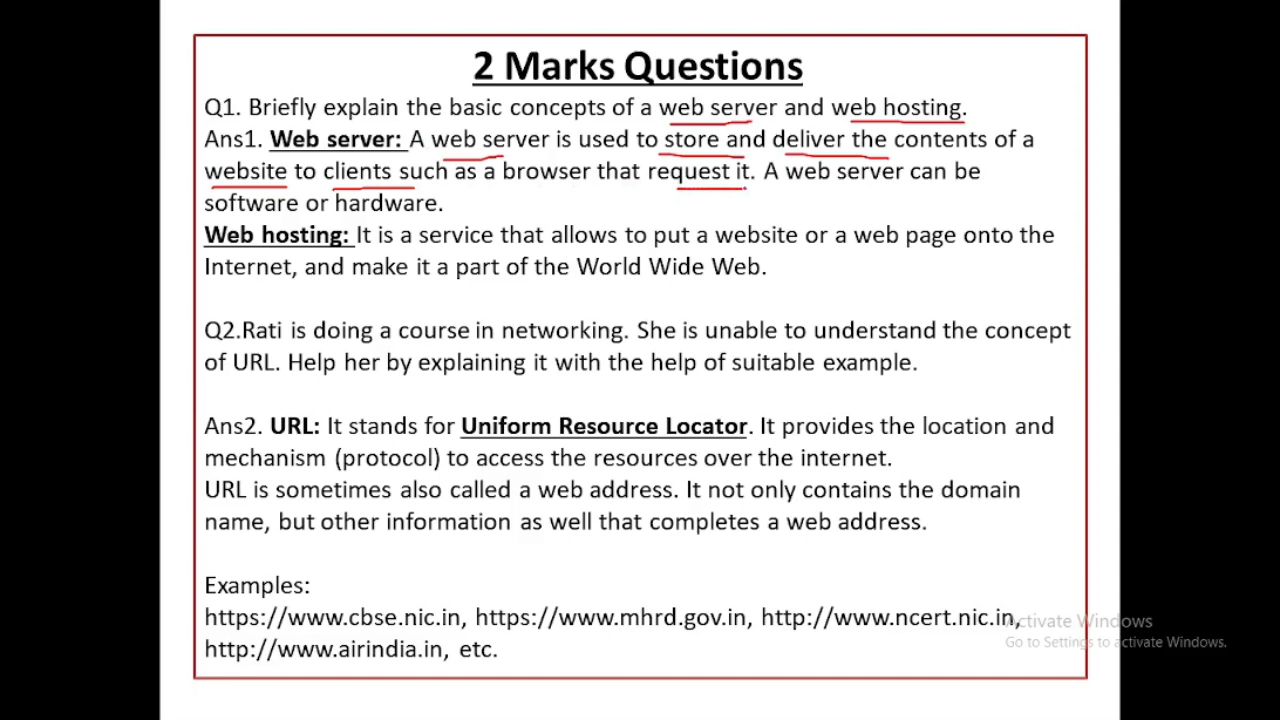 2 Marks Questions
Q1. Briefly explain the basic concepts of a web server and web hosting.
Ans1. Web server: A web server is used to store and deliver the contents of a
website to clients such as a browser that request it. A web server can be
software or hardware.
Web hosting: It is a service that allows to put a website or a web page onto the
Internet, and make it a part of the World Wide Web.
Q2.Rati is doing a course in networking. She is unable to understand the concept
of URL. Help her by explaining it with the help of suitable example.
Ans2. URL: It stands for Uniform Resource Locator. It provides the location and
mechanism (protocol) to access the resources over the internet.
URL is sometimes also called a web address. It not only contains the domain
name, but other information as well that completes a web address.
Examples:
https://www.cbse.nic.in, https://www.mhrd.gov.in, http://www.ncert.nic.in,
http://www.airindia.in, etc.
Activate Windows
Go to Settings to activate Windows.